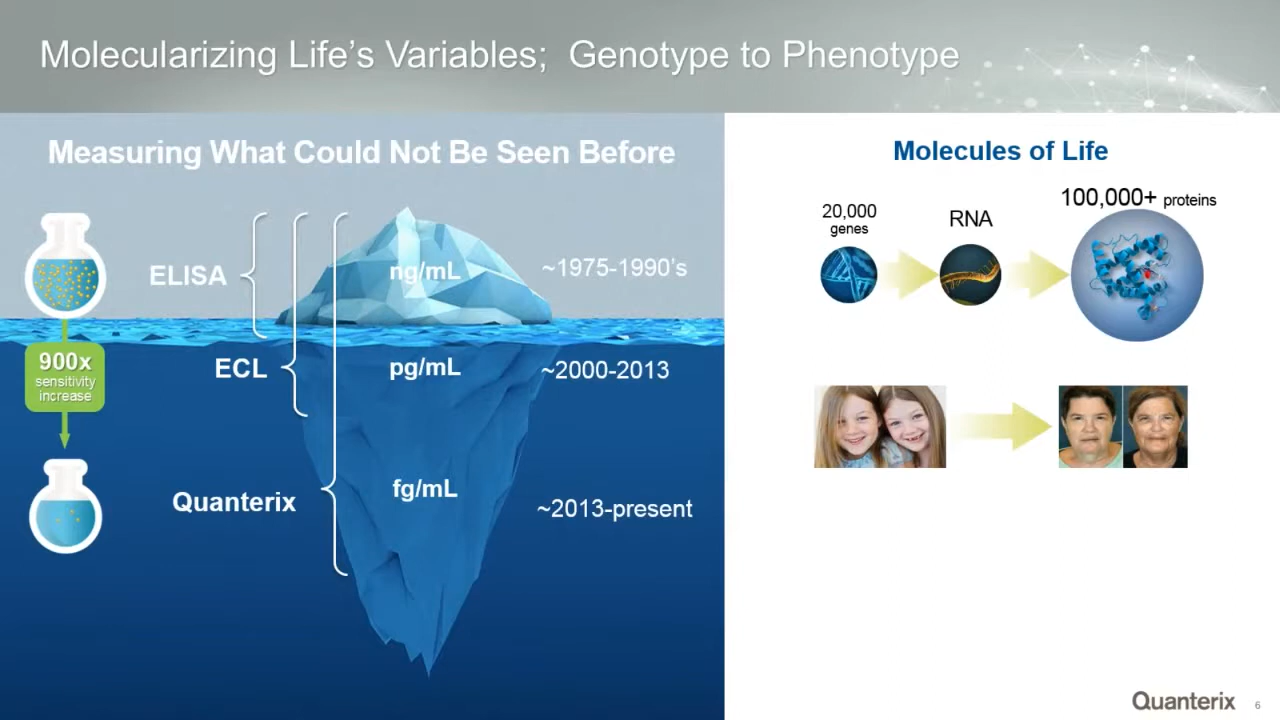 Molecularizing Life's Variables;  Genotype to Phenotype
Measuring What Could Not Be Seen Before
ELISA
ng/mL
~1975-1990's
900x
sensitivity
increase
ECL
pg/mL
~2000-2013
Quanterix
fg/mL
~2013-present
Molecules of Life
20,000
genes
RNA
100,000+ proteins
Quanterix
6